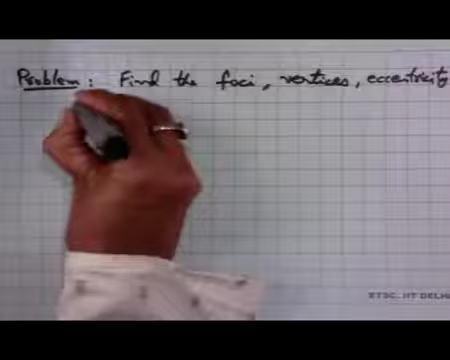 Problem: Find the foci, vertices, eccentricity
ETSC, IIT DELHI